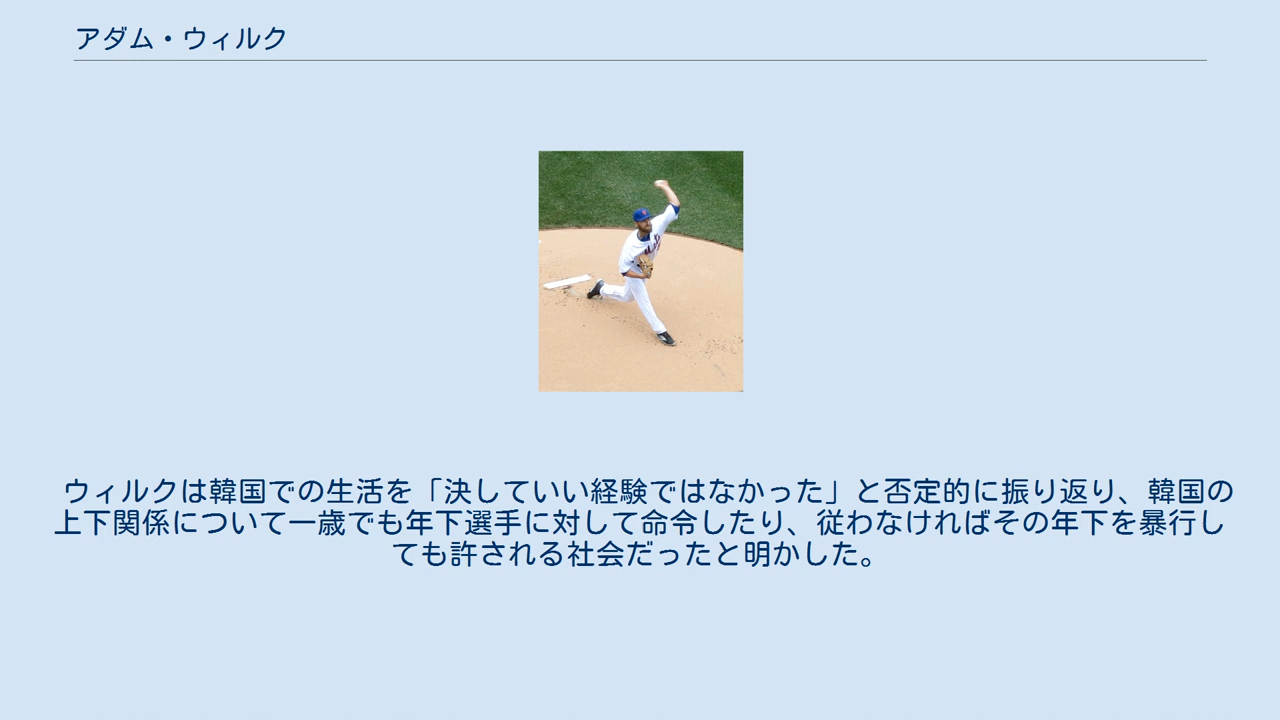 アダム・ウィルク
ウィルクは韓国での生活を「決していい経験ではなかった」と否定的に振り返り、韓国の
上下関係について一歳でも年下選手に対して命令したり、従わなければその年下を暴行し
ても許される社会だったと明かした。